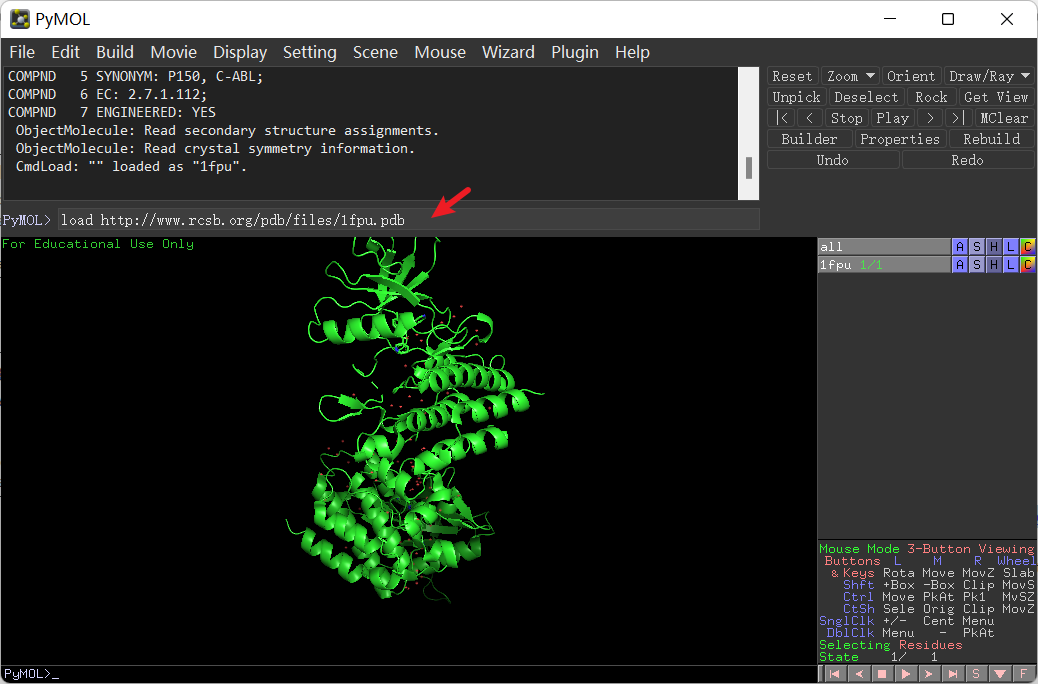 PyMOL
File Edit Build Movie Display Setting Scene Mouse Wizard Plugin Help
COMPND   5 SYNONYM: P150, C-ABL;
COMPND   6 EC: 2.7.1.112;
COMPND   7 ENGINEERED: YES
ObjectMolecule: Read secondary structure assignments.
ObjectMolecule: Read crystal symmetry information.
CmdLoad: "" loaded as "1fpu".
Reset Zoom Orient Draw/Ray
Unpick Deselect Rock Get View
|< < Stop Play > >| MClear
Builder Properties Rebuild
Undo Redo
PyMOL> load http://www.rcsb.org/pdb/files/1fpu.pdb
For Educational Use Only
all A S H L C
1fpu 1/1 A S H L C
Mouse Mode 3-Button Viewing
Buttons L M R Wheel
& Keys Rota Move MovZ Slab
Shft +Box -Box Clip MovS
Ctrl Move PkAt Pk1 MvSZ
CtSh Sele Orig Clip MovZ
SnglClk +/- Cent Menu
DblClk Menu - PkAt
Selecting Residues
State 1/ 1
PyMOL>_
S F